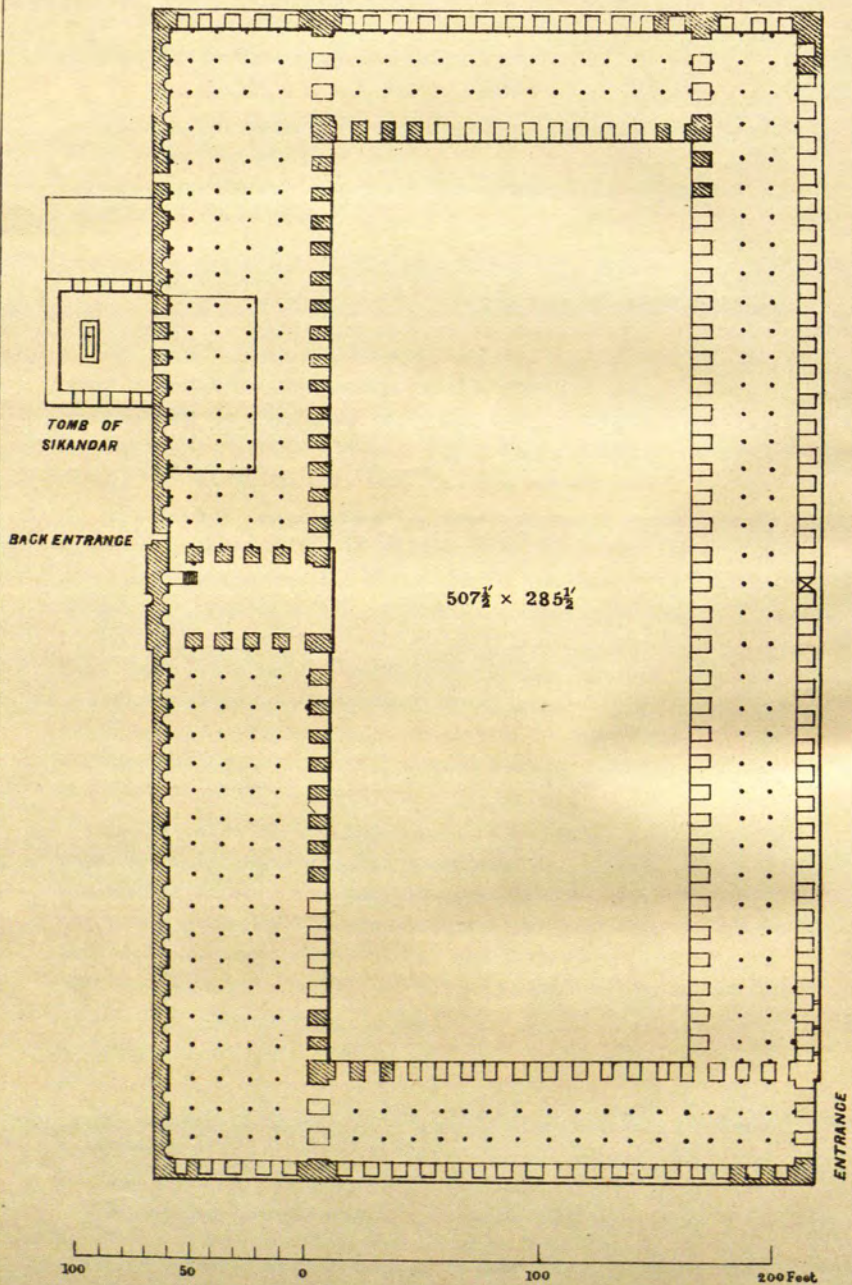 TOMB OF
SIKANDAR
BACK ENTRANCE
507½' × 285½'
ENTRANCE
100 50 0 100 200 Feet